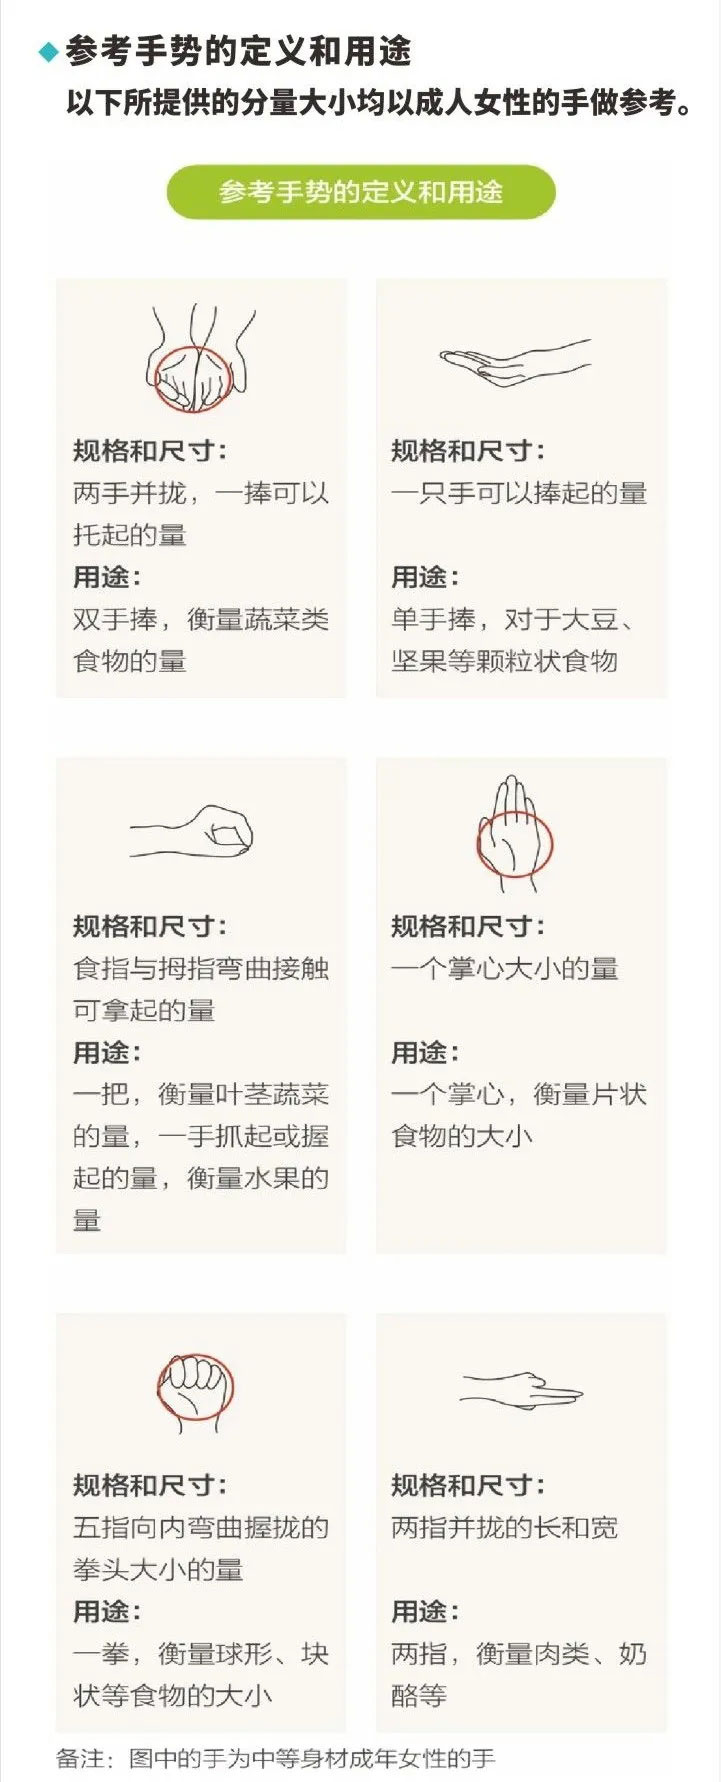 参考手势的定义和用途
以下所提供的分量大小均以成人女性的手做参考。
参考手势的定义和用途
规格和尺寸：
两手并拢，一捧可以
托起的量
用途：
双手捧，衡量蔬菜类
食物的量
规格和尺寸：
一只手可以捧起的量
用途：
单手捧，对于大豆、
坚果等颗粒状食物
规格和尺寸：
食指与拇指弯曲接触
可拿起的量
用途：
一把，衡量叶茎蔬菜
的量，一手抓起或握
起的量，衡量水果的
量
规格和尺寸：
一个掌心大小的量
用途：
一个掌心，衡量片状
食物的大小
规格和尺寸：
五指向内弯曲握拢的
拳头大小的量
用途：
一拳，衡量球形、块
状等食物的大小
规格和尺寸：
两指并拢的长和宽
用途：
两指，衡量肉类、奶
酪等
备注：图中的手为中等身材成年女性的手